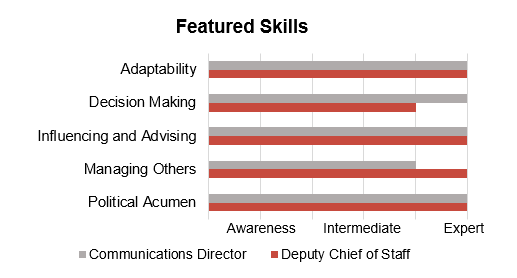 Featured Skills
Adaptability
Decision Making
Influencing and Advising
Managing Others
Political Acumen
Awareness Intermediate Expert
Communications Director Deputy Chief of Staff